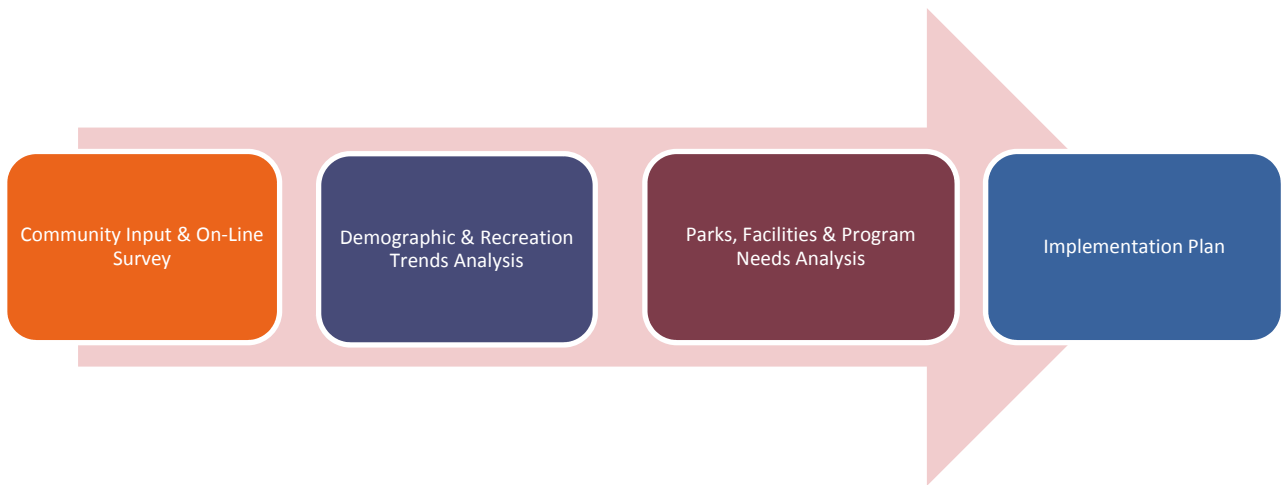 Community Input & On-Line
Survey
Demographic & Recreation
Trends Analysis
Parks, Facilities & Program
Needs Analysis
Implementation Plan